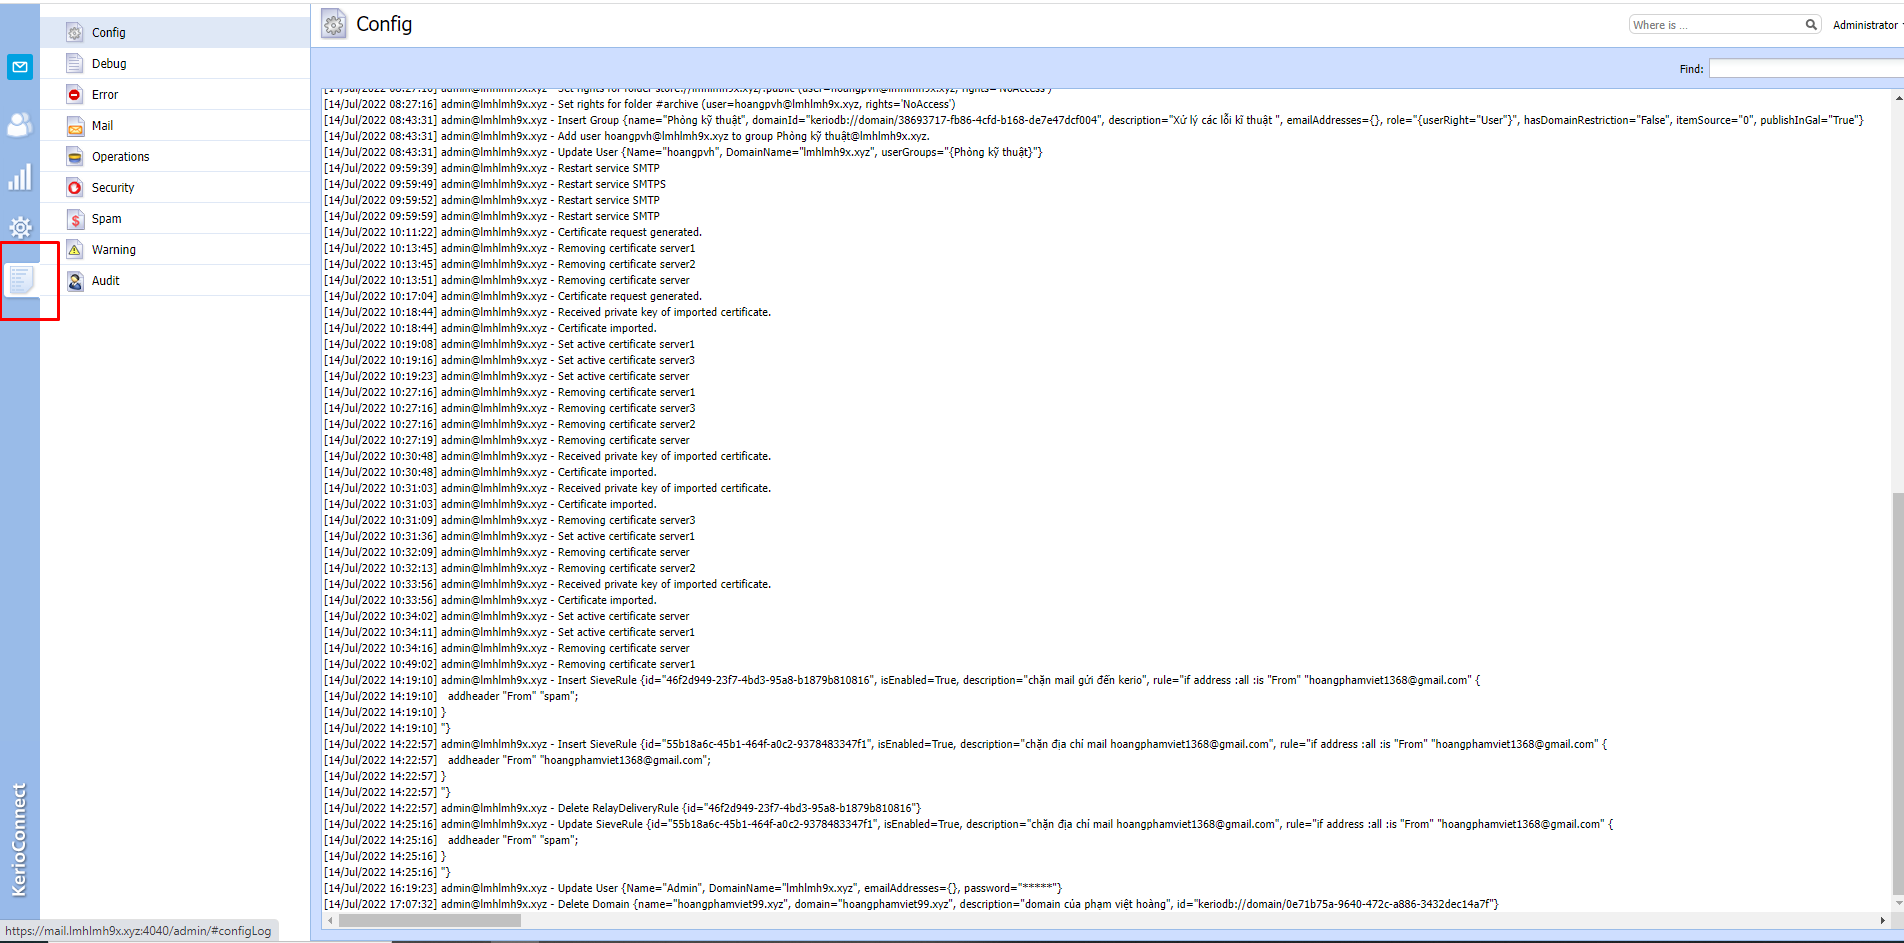 Config
Debug
Error
Mail
Operations
Security
Spam
Warning
Audit
KerioConnect
Config
Where is ...
Administrator
Find:
[14/Jul/2022 08:27:16] admin@lmhlmh9x.xyz - Set rights for folder store://lmhlmh9x.xyz/.public (user=hoangpvh@lmhlmh9x.xyz, rights='NoAccess')
[14/Jul/2022 08:27:16] admin@lmhlmh9x.xyz - Set rights for folder #archive (user=hoangpvh@lmhlmh9x.xyz, rights='NoAccess')
[14/Jul/2022 08:43:31] admin@lmhlmh9x.xyz - Insert Group {name="Phòng kỹ thuật", domainId="keriodb://domain/38693717-fb86-4cfd-b168-de7e47dcf004", description="Xử lý các lỗi kĩ thuật ", emailAddresses={}, role="{userRight="User"}", hasDomainRestriction="False", itemSource="0", publishInGal="True"}
[14/Jul/2022 08:43:31] admin@lmhlmh9x.xyz - Add user hoangpvh@lmhlmh9x.xyz to group Phòng kỹ thuật@lmhlmh9x.xyz.
[14/Jul/2022 08:43:31] admin@lmhlmh9x.xyz - Update User {Name="hoangpvh", DomainName="lmhlmh9x.xyz", userGroups="{Phòng kỹ thuật}"}
[14/Jul/2022 09:59:39] admin@lmhlmh9x.xyz - Restart service SMTP
[14/Jul/2022 09:59:49] admin@lmhlmh9x.xyz - Restart service SMTPS
[14/Jul/2022 09:59:52] admin@lmhlmh9x.xyz - Restart service SMTP
[14/Jul/2022 09:59:59] admin@lmhlmh9x.xyz - Restart service SMTP
[14/Jul/2022 10:11:22] admin@lmhlmh9x.xyz - Certificate request generated.
[14/Jul/2022 10:13:45] admin@lmhlmh9x.xyz - Removing certificate server1
[14/Jul/2022 10:13:45] admin@lmhlmh9x.xyz - Removing certificate server2
[14/Jul/2022 10:13:51] admin@lmhlmh9x.xyz - Removing certificate server
[14/Jul/2022 10:17:04] admin@lmhlmh9x.xyz - Certificate request generated.
[14/Jul/2022 10:18:44] admin@lmhlmh9x.xyz - Received private key of imported certificate.
[14/Jul/2022 10:18:44] admin@lmhlmh9x.xyz - Certificate imported.
[14/Jul/2022 10:19:08] admin@lmhlmh9x.xyz - Set active certificate server1
[14/Jul/2022 10:19:16] admin@lmhlmh9x.xyz - Set active certificate server3
[14/Jul/2022 10:19:23] admin@lmhlmh9x.xyz - Set active certificate server
[14/Jul/2022 10:27:16] admin@lmhlmh9x.xyz - Removing certificate server1
[14/Jul/2022 10:27:16] admin@lmhlmh9x.xyz - Removing certificate server3
[14/Jul/2022 10:27:16] admin@lmhlmh9x.xyz - Removing certificate server2
[14/Jul/2022 10:27:19] admin@lmhlmh9x.xyz - Removing certificate server
[14/Jul/2022 10:30:48] admin@lmhlmh9x.xyz - Received private key of imported certificate.
[14/Jul/2022 10:30:48] admin@lmhlmh9x.xyz - Certificate imported.
[14/Jul/2022 10:31:03] admin@lmhlmh9x.xyz - Received private key of imported certificate.
[14/Jul/2022 10:31:03] admin@lmhlmh9x.xyz - Certificate imported.
[14/Jul/2022 10:31:09] admin@lmhlmh9x.xyz - Removing certificate server3
[14/Jul/2022 10:31:36] admin@lmhlmh9x.xyz - Set active certificate server1
[14/Jul/2022 10:32:09] admin@lmhlmh9x.xyz - Removing certificate server
[14/Jul/2022 10:32:13] admin@lmhlmh9x.xyz - Removing certificate server2
[14/Jul/2022 10:33:56] admin@lmhlmh9x.xyz - Received private key of imported certificate.
[14/Jul/2022 10:33:56] admin@lmhlmh9x.xyz - Certificate imported.
[14/Jul/2022 10:34:02] admin@lmhlmh9x.xyz - Set active certificate server
[14/Jul/2022 10:34:11] admin@lmhlmh9x.xyz - Set active certificate server1
[14/Jul/2022 10:34:16] admin@lmhlmh9x.xyz - Removing certificate server
[14/Jul/2022 10:49:02] admin@lmhlmh9x.xyz - Removing certificate server1
[14/Jul/2022 14:19:10] admin@lmhlmh9x.xyz - Insert SieveRule {id="46f2d949-23f7-4bd3-95a8-b1879b810816", isEnabled=True, description="chặn mail gửi đến kerio", rule="if address :all :is "From" "hoangphamviet1368@gmail.com" {
[14/Jul/2022 14:19:10] addheader "From" "spam";
[14/Jul/2022 14:19:10] }
[14/Jul/2022 14:19:10] "}
[14/Jul/2022 14:22:57] admin@lmhlmh9x.xyz - Insert SieveRule {id="55b18a6c-45b1-464f-a0c2-9378483347f1", isEnabled=True, description="chặn địa chỉ mail hoangphamviet1368@gmail.com", rule="if address :all :is "From" "hoangphamviet1368@gmail.com" {
[14/Jul/2022 14:22:57] addheader "From" "hoangphamviet1368@gmail.com";
[14/Jul/2022 14:22:57] }
[14/Jul/2022 14:22:57] "}
[14/Jul/2022 14:22:57] admin@lmhlmh9x.xyz - Delete RelayDeliveryRule {id="46f2d949-23f7-4bd3-95a8-b1879b810816"}
[14/Jul/2022 14:25:16] admin@lmhlmh9x.xyz - Update SieveRule {id="55b18a6c-45b1-464f-a0c2-9378483347f1", isEnabled=True, description="chặn địa chỉ mail hoangphamviet1368@gmail.com", rule="if address :all :is "From" "hoangphamviet1368@gmail.com" {
[14/Jul/2022 14:25:16] addheader "From" "spam";
[14/Jul/2022 14:25:16] }
[14/Jul/2022 14:25:16] "}
[14/Jul/2022 16:19:23] admin@lmhlmh9x.xyz - Update User {Name="Admin", DomainName="lmhlmh9x.xyz", emailAddresses={}, password="*****"}
[14/Jul/2022 17:07:32] admin@lmhlmh9x.xyz - Delete Domain {name="hoangphamviet99.xyz", domain="hoangphamviet99.xyz", description="domain của phạm việt hoàng", id="keriodb://domain/0e71b75a-9640-472c-a886-3432dec14a7f"}
https://mail.lmhlmh9x.xyz:4040/admin/#configLog